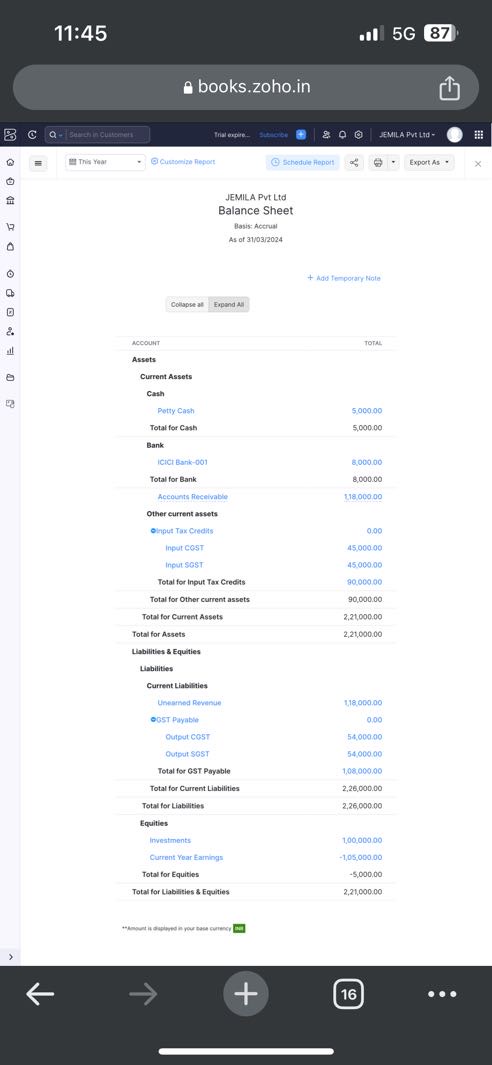 11:45
5G 87
books.zoho.in
Search in Customers
Trial expire... Subscribe JEMILA Pvt Ltd
This Year Customize Report Schedule Report Export As
JEMILA Pvt Ltd
Balance Sheet
Basis: Accrual
As of 31/03/2024
+ Add Temporary Note
Collapse all Expand All
ACCOUNT TOTAL
Assets
Current Assets
Cash
Petty Cash 5,000.00
Total for Cash 5,000.00
Bank
ICICI Bank-001 8,000.00
Total for Bank 8,000.00
Accounts Receivable 1,18,000.00
Other current assets
Input Tax Credits 0.00
Input CGST 45,000.00
Input SGST 45,000.00
Total for Input Tax Credits 90,000.00
Total for Other current assets 90,000.00
Total for Current Assets 2,21,000.00
Total for Assets 2,21,000.00
Liabilities & Equities
Liabilities
Current Liabilities
Unearned Revenue 1,18,000.00
GST Payable 0.00
Output CGST 54,000.00
Output SGST 54,000.00
Total for GST Payable 1,08,000.00
Total for Current Liabilities 2,26,000.00
Total for Liabilities 2,26,000.00
Equities
Investments 1,00,000.00
Current Year Earnings -1,05,000.00
Total for Equities -5,000.00
Total for Liabilities & Equities 2,21,000.00
**Amount is displayed in your base currency INR
16